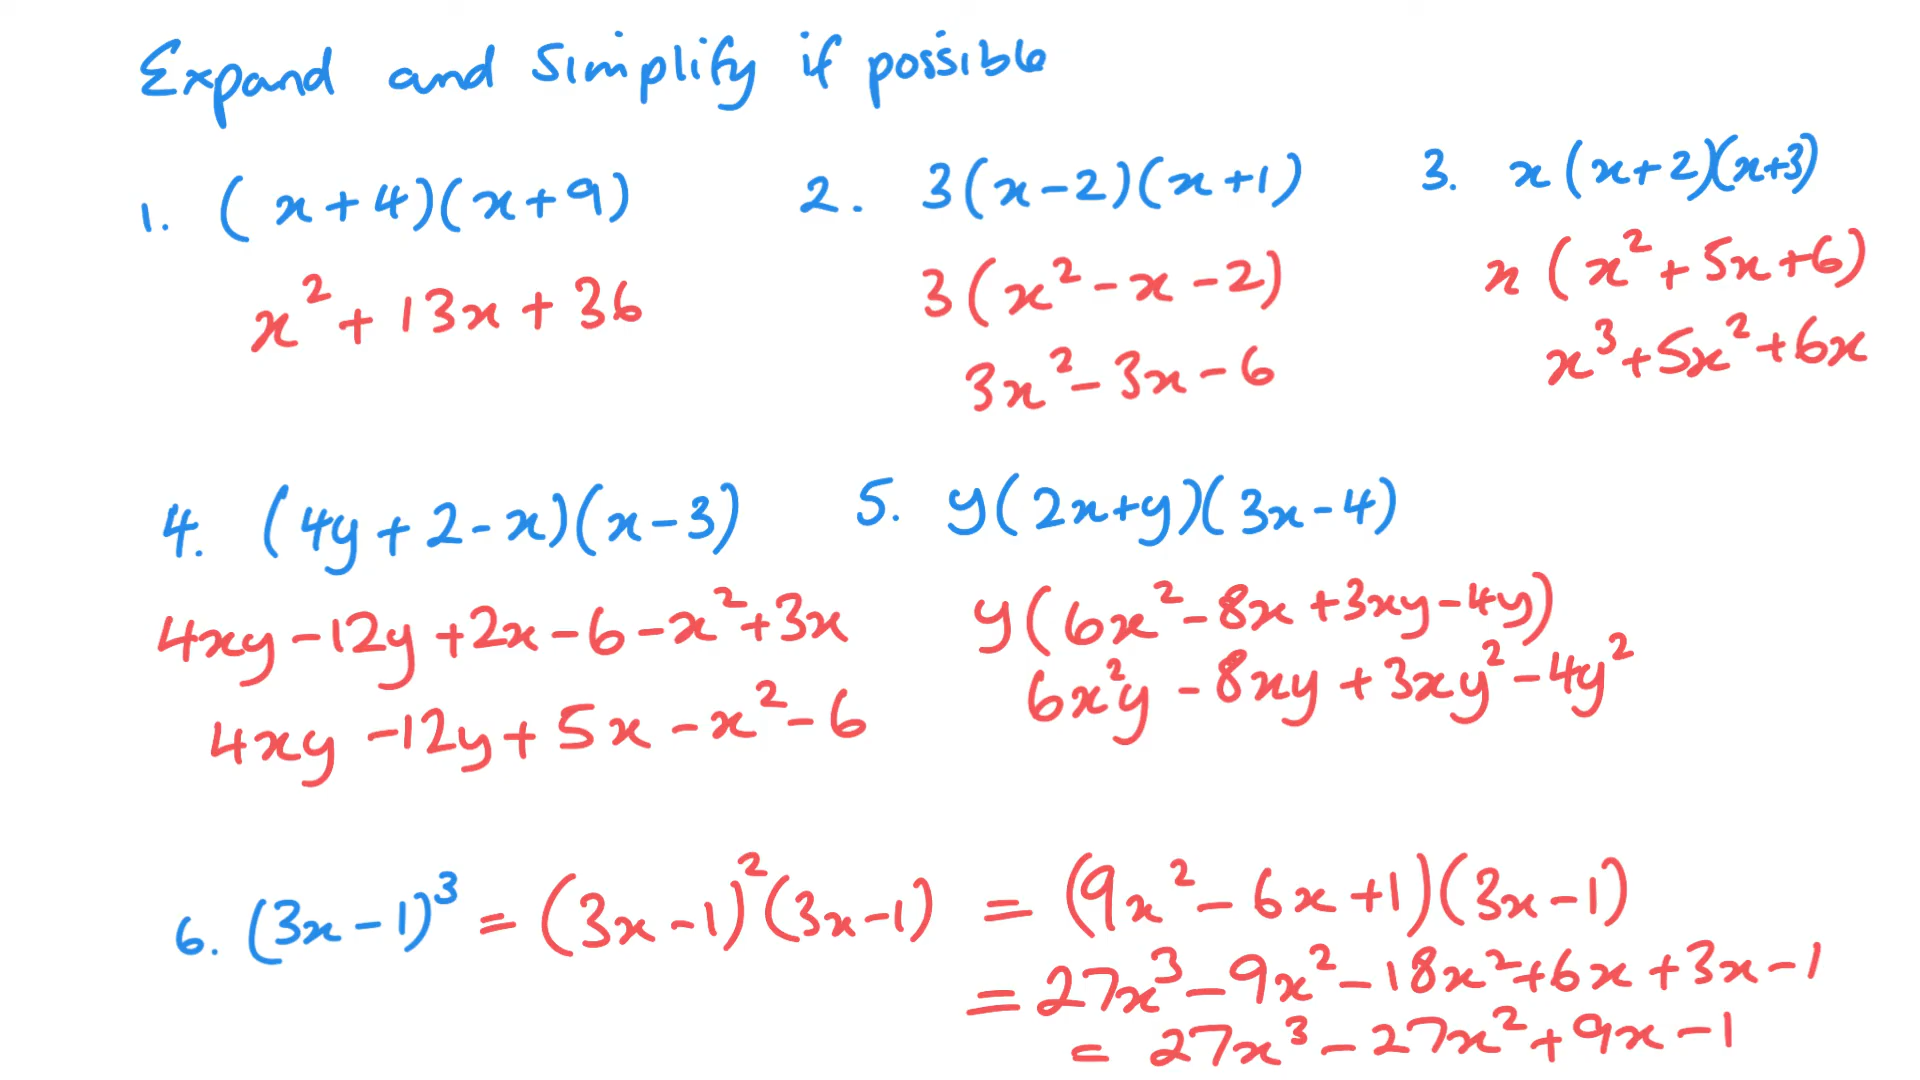 Expand and simplify if possible
1. (x+4)(x+9)
x² + 13x + 36
2. 3(x-2)(x+1)
3(x² - x - 2)
3x² - 3x - 6
3. x(x+2)(x+3)
x(x² + 5x + 6)
x³ + 5x² + 6x
4. (4y + 2 - x)(x - 3)
4xy - 12y + 2x - 6 - x² + 3x
4xy - 12y + 5x - x² - 6
5. y(2x+y)(3x-4)
y(6x² - 8x + 3xy - 4y)
6x²y - 8xy + 3xy² - 4y²
6. (3x-1)³ = (3x-1)²(3x-1) = (9x² - 6x + 1)(3x - 1)
= 27x³ - 9x² - 18x² + 6x + 3x - 1
= 27x³ - 27x² + 9x - 1